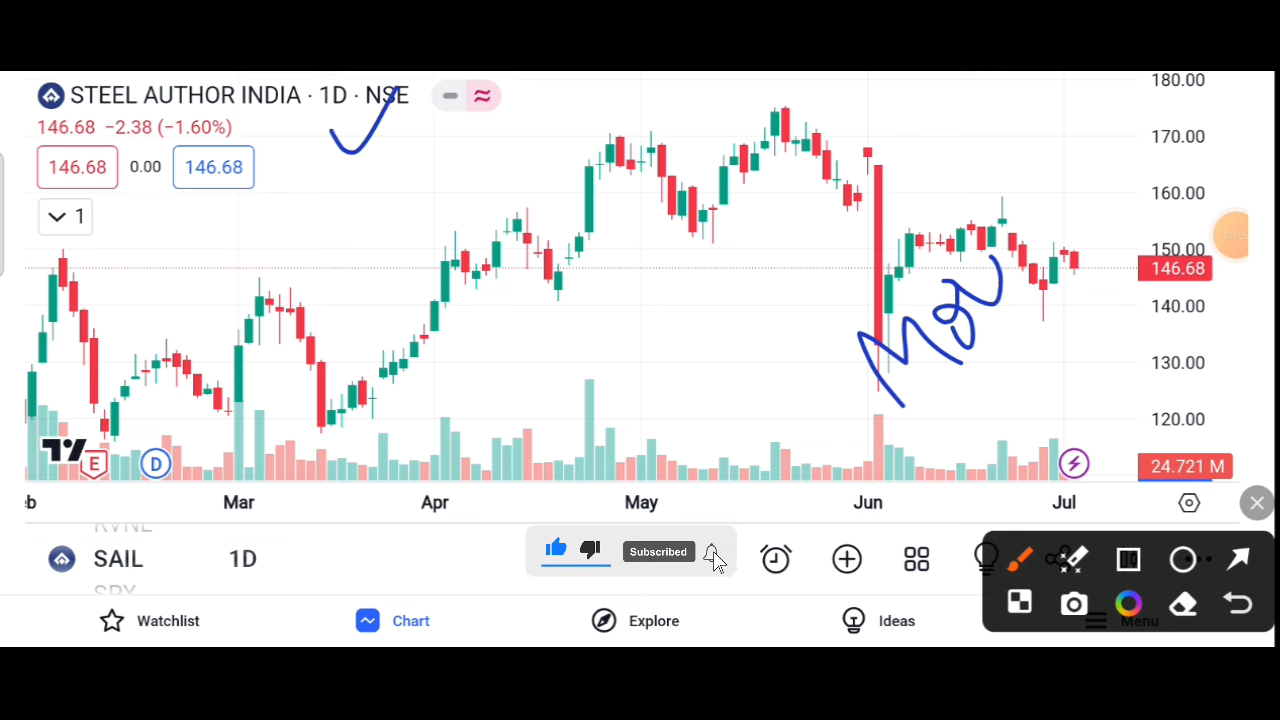 STEEL AUTHOR INDIA · 1D · NSE
146.68 −2.38 (−1.60%)
146.68 0.00 146.68
1
180.00
170.00
160.00
150.00
146.68
140.00
130.00
120.00
24.721 M
E D
Mar Apr May Jun Jul
RVNL
SAIL 1D
SPY
Subscribed
Watchlist Chart Explore Ideas Menu